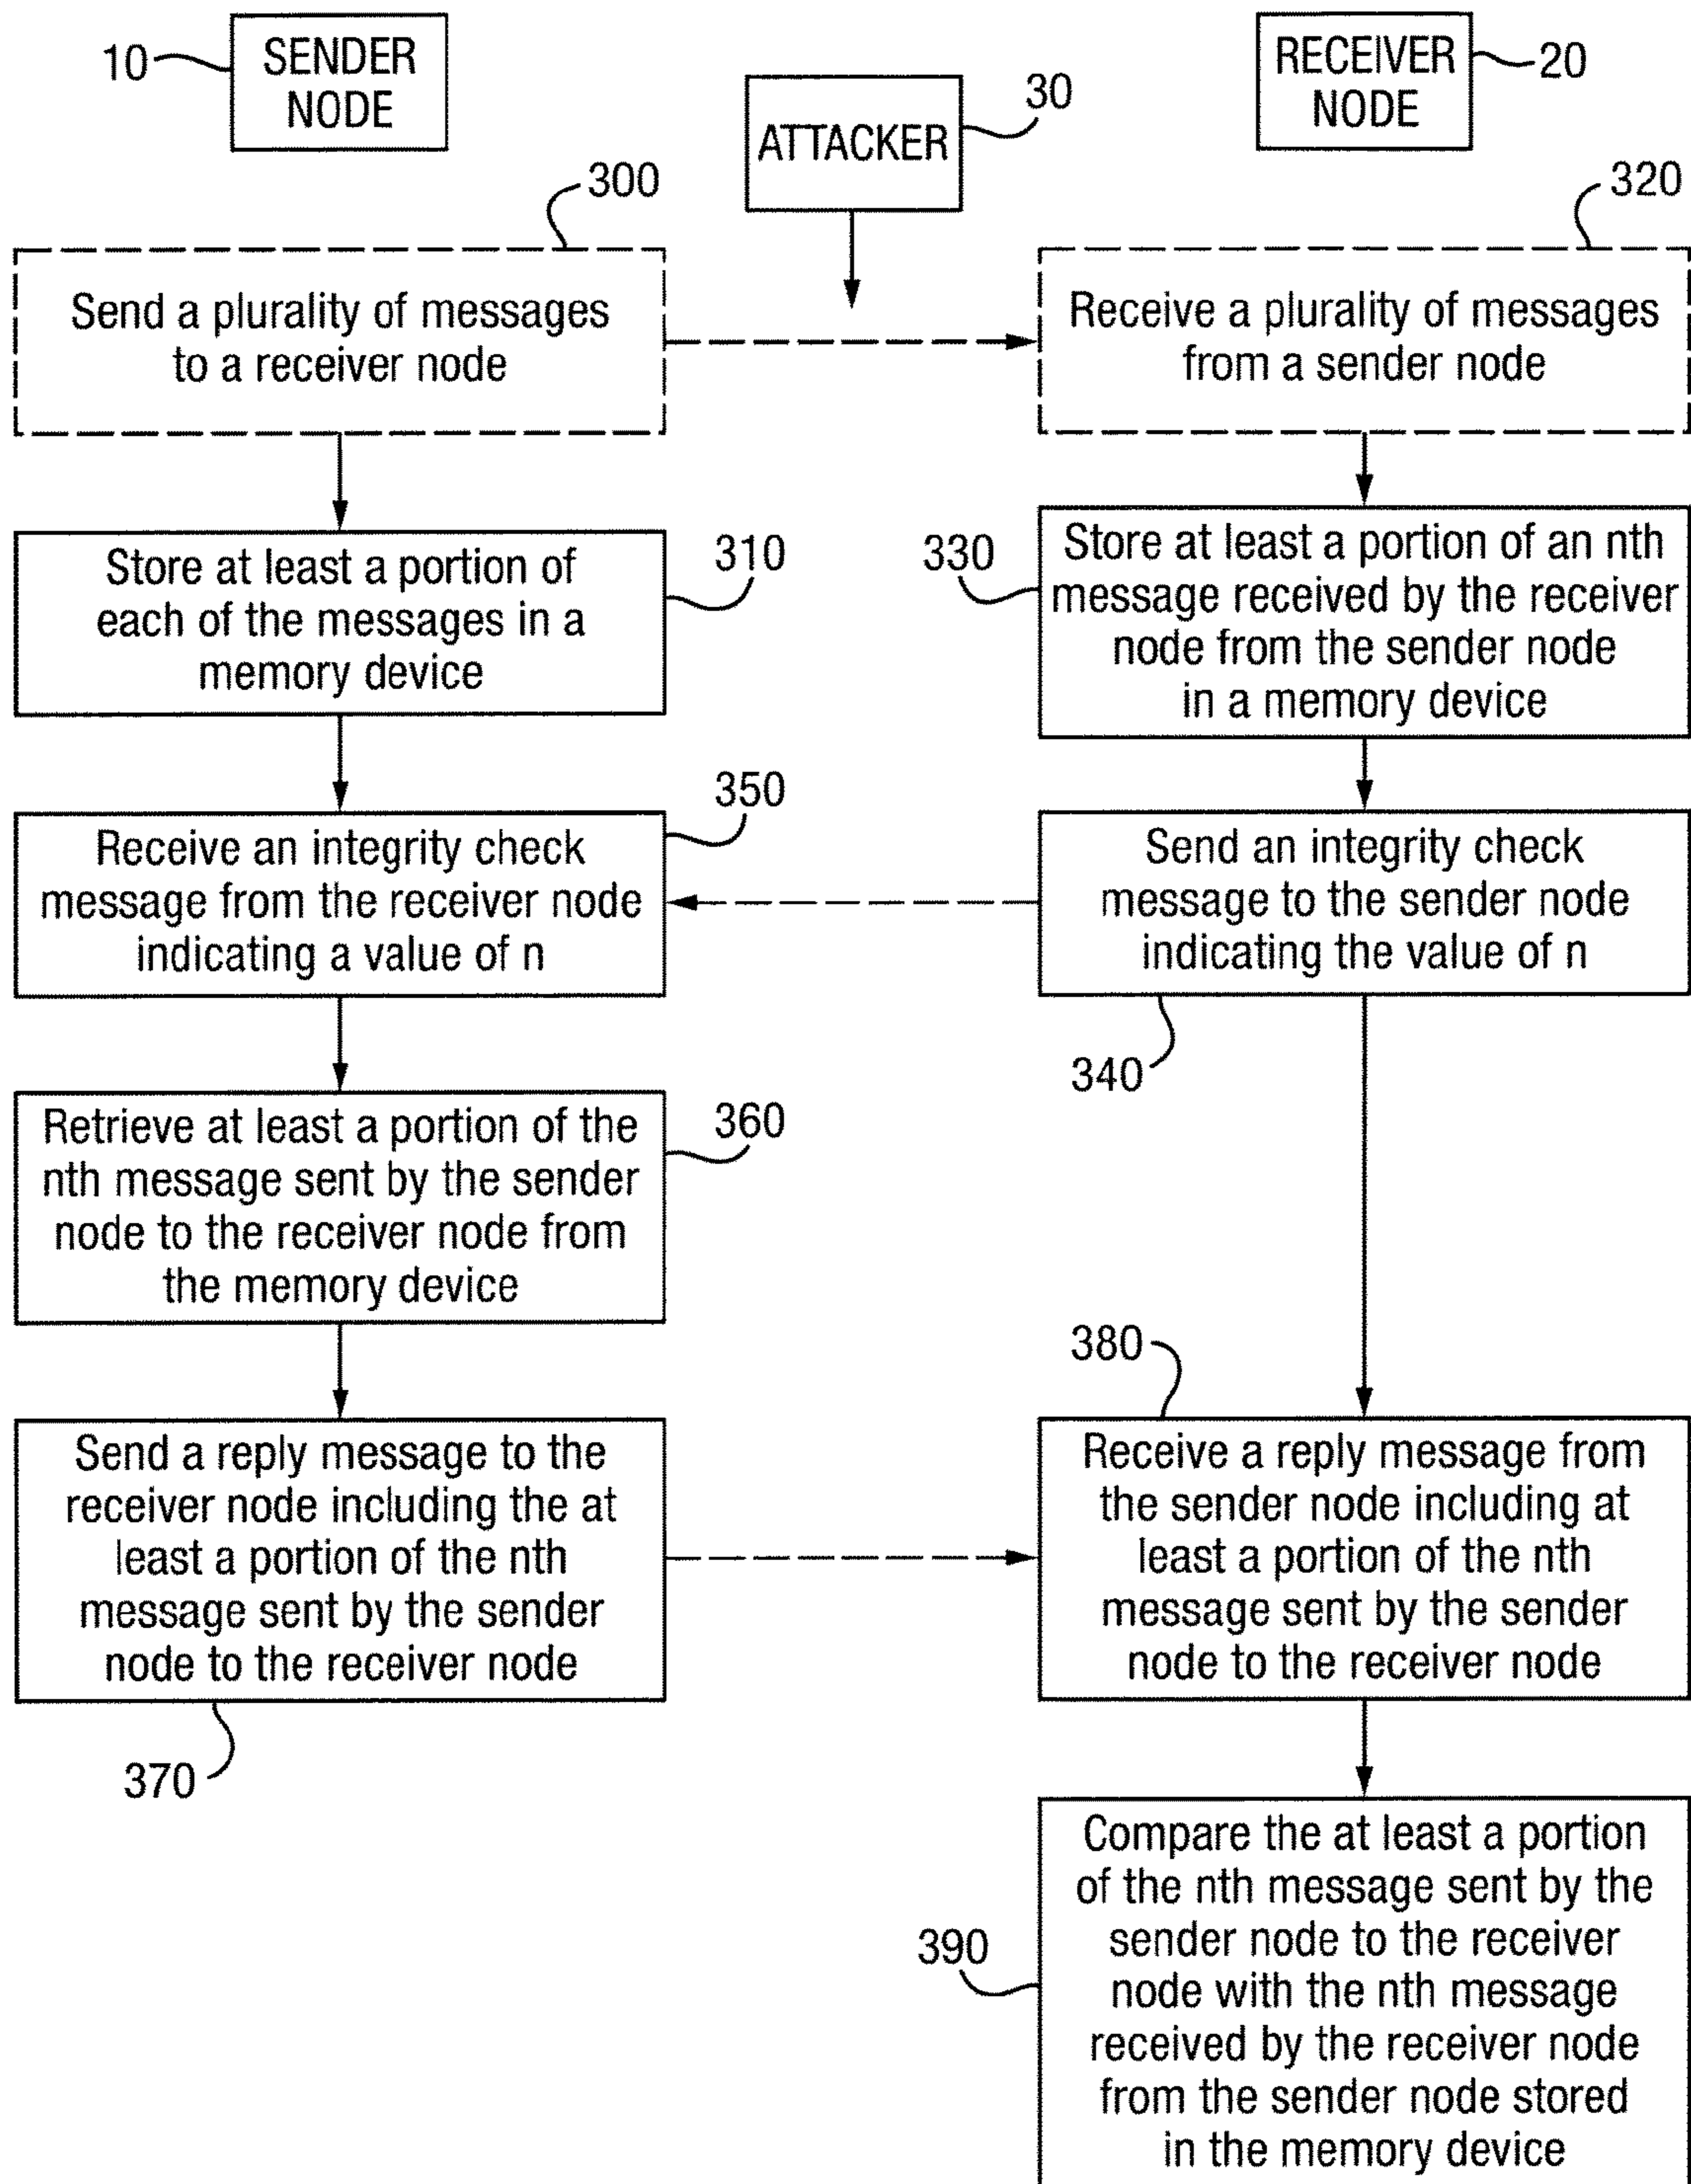 10
SENDER
NODE
ATTACKER
30
RECEIVER
NODE
20
300
Send a plurality of messages
to a receiver node
320
Receive a plurality of messages
from a sender node
310
Store at least a portion of
each of the messages in a
memory device
330
Store at least a portion of an nth
message received by the receiver
node from the sender node
in a memory device
350
Receive an integrity check
message from the receiver node
indicating a value of n
Send an integrity check
message to the sender node
indicating the value of n
340
360
Retrieve at least a portion of the
nth message sent by the sender
node to the receiver node from
the memory device
Send a reply message to the
receiver node including the at
least a portion of the nth
message sent by the sender
node to the receiver node
370
380
Receive a reply message from
the sender node including at
least a portion of the nth
message sent by the sender
node to the receiver node
390
Compare the at least a portion
of the nth message sent by the
sender node to the receiver
node with the nth message
received by the receiver node
from the sender node stored
in the memory device